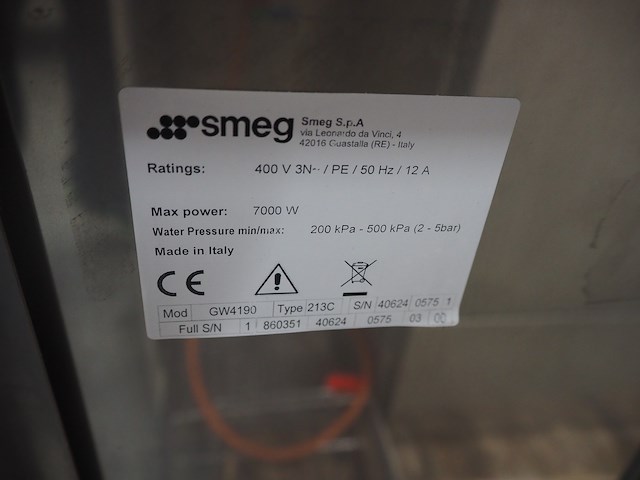 smeg
Smeg S.p.A
via Leonardo da Vinci, 4
42016 Guastalla (RE) - Italy
Ratings: 400 V 3N~ / PE / 50 Hz / 12 A
Max power: 7000 W
Water Pressure min/max: 200 kPa - 500 kPa (2 - 5bar)
Made in Italy
CE
Mod GW4190 Type 213C S/N 40624 0575 1
Full S/N 1 860351 40624 0575 03 00